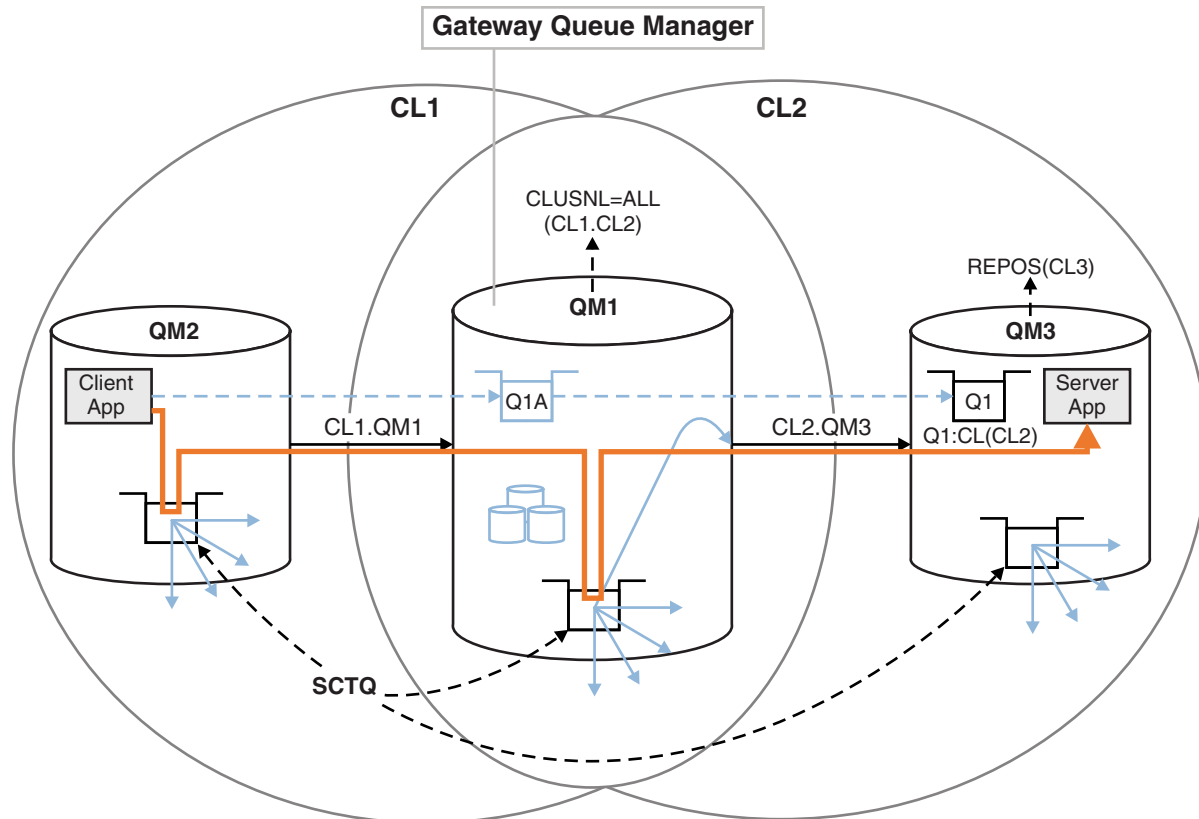 Gateway Queue Manager
CL1
CL2
CLUSNL=ALL
(CL1.CL2)
REPOS(CL3)
QM2
QM1
QM3
Client
App
Q1A
Q1
Server
App
CL1.QM1
CL2.QM3
Q1:CL(CL2)
SCTQ